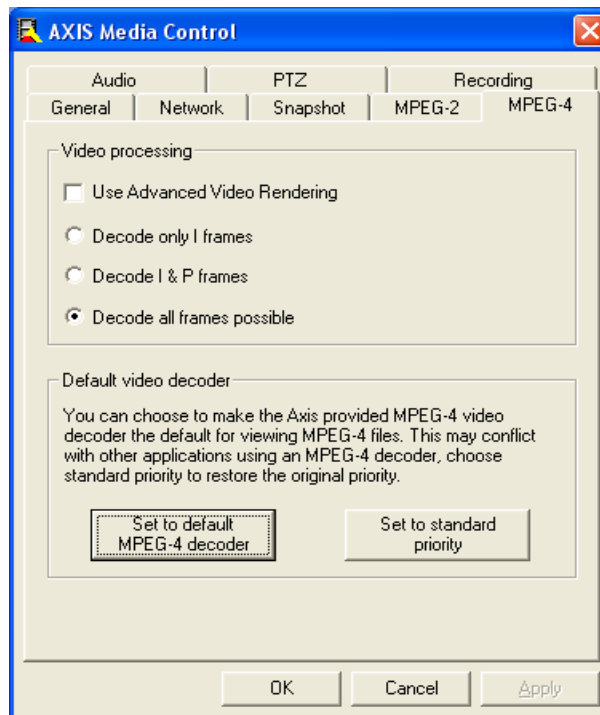 AXIS Media Control
Audio
PTZ
Recording
General
Network
Snapshot
MPEG-2
MPEG-4
Video processing
Use Advanced Video Rendering
Decode only I frames
Decode I & P frames
Decode all frames possible
Default video decoder
You can choose to make the Axis provided MPEG-4 video
decoder the default for viewing MPEG-4 files. This may conflict
with other applications using an MPEG-4 decoder, choose
standard priority to restore the original priority.
Set to default
MPEG-4 decoder
Set to standard
priority
OK
Cancel
Apply